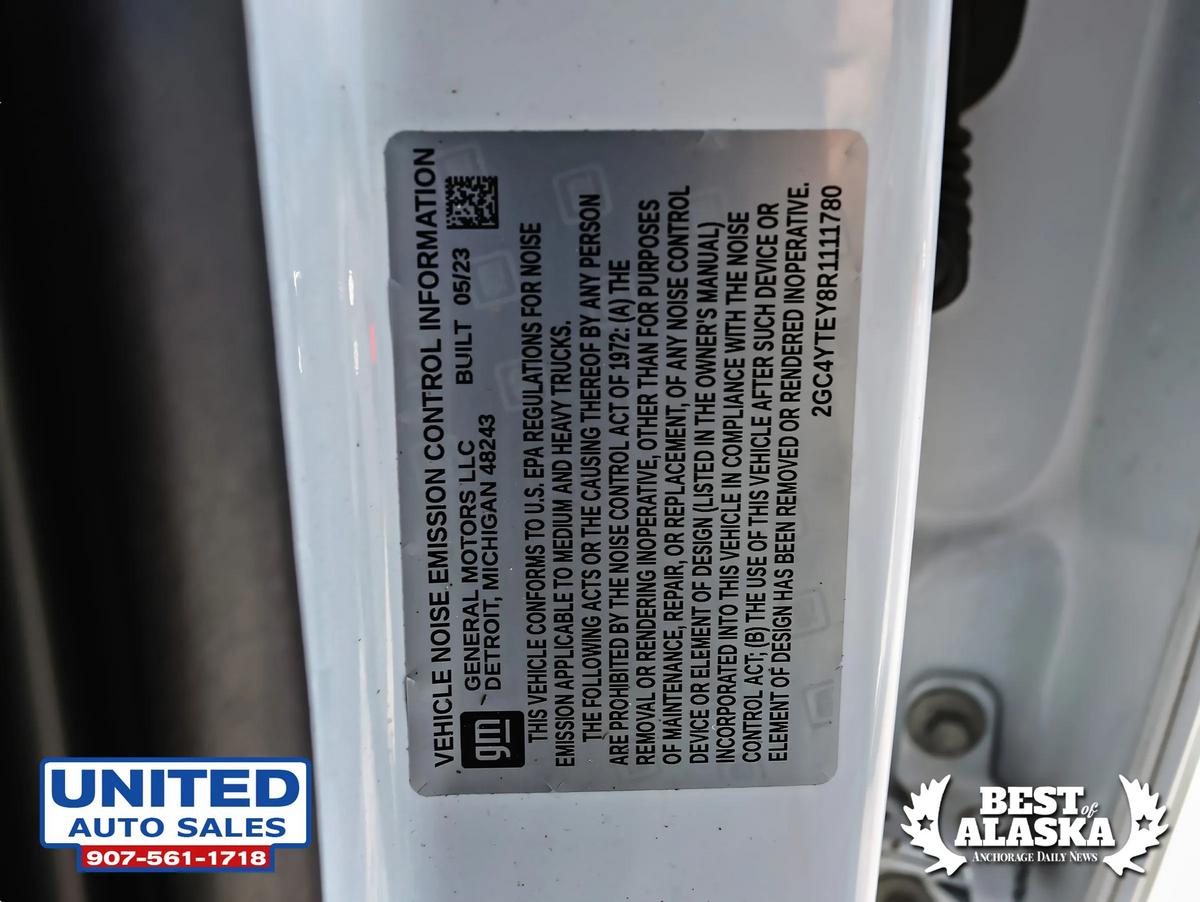 VEHICLE NOISE EMISSION CONTROL INFORMATION
gm
GENERAL MOTORS LLC BUILT 05/23
DETROIT, MICHIGAN 48243
THIS VEHICLE CONFORMS TO U.S. EPA REGULATIONS FOR NOISE
EMISSION APPLICABLE TO MEDIUM AND HEAVY TRUCKS.
THE FOLLOWING ACTS OR THE CAUSING THEREOF BY ANY PERSON
ARE PROHIBITED BY THE NOISE CONTROL ACT OF 1972: (A) THE
REMOVAL OR RENDERING INOPERATIVE, OTHER THAN FOR PURPOSES
OF MAINTENANCE, REPAIR, OR REPLACEMENT, OF ANY NOISE CONTROL
DEVICE OR ELEMENT OF DESIGN (LISTED IN THE OWNER'S MANUAL)
INCORPORATED INTO THIS VEHICLE IN COMPLIANCE WITH THE NOISE
CONTROL ACT; (B) THE USE OF THIS VEHICLE AFTER SUCH DEVICE OR
ELEMENT OF DESIGN HAS BEEN REMOVED OR RENDERED INOPERATIVE.
2GC4YTEY8R1111780
UNITED
AUTO SALES
907-561-1718
BEST of
ALASKA
ANCHORAGE DAILY NEWS